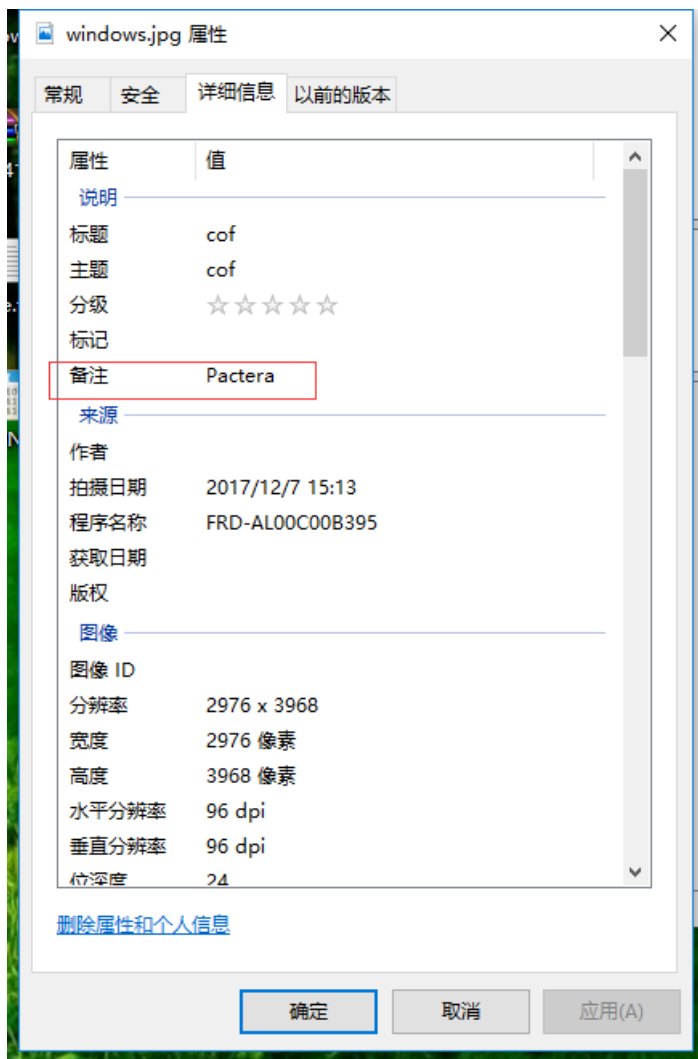 windows.jpg 属性
常规 安全 详细信息 以前的版本
属性 值
说明
标题 cof
主题 cof
分级
标记
备注 Pactera
来源
作者
拍摄日期 2017/12/7 15:13
程序名称 FRD-AL00C00B395
获取日期
版权
图像
图像 ID
分辨率 2976 x 3968
宽度 2976 像素
高度 3968 像素
水平分辨率 96 dpi
垂直分辨率 96 dpi
位深度 24
删除属性和个人信息
确定 取消 应用(A)